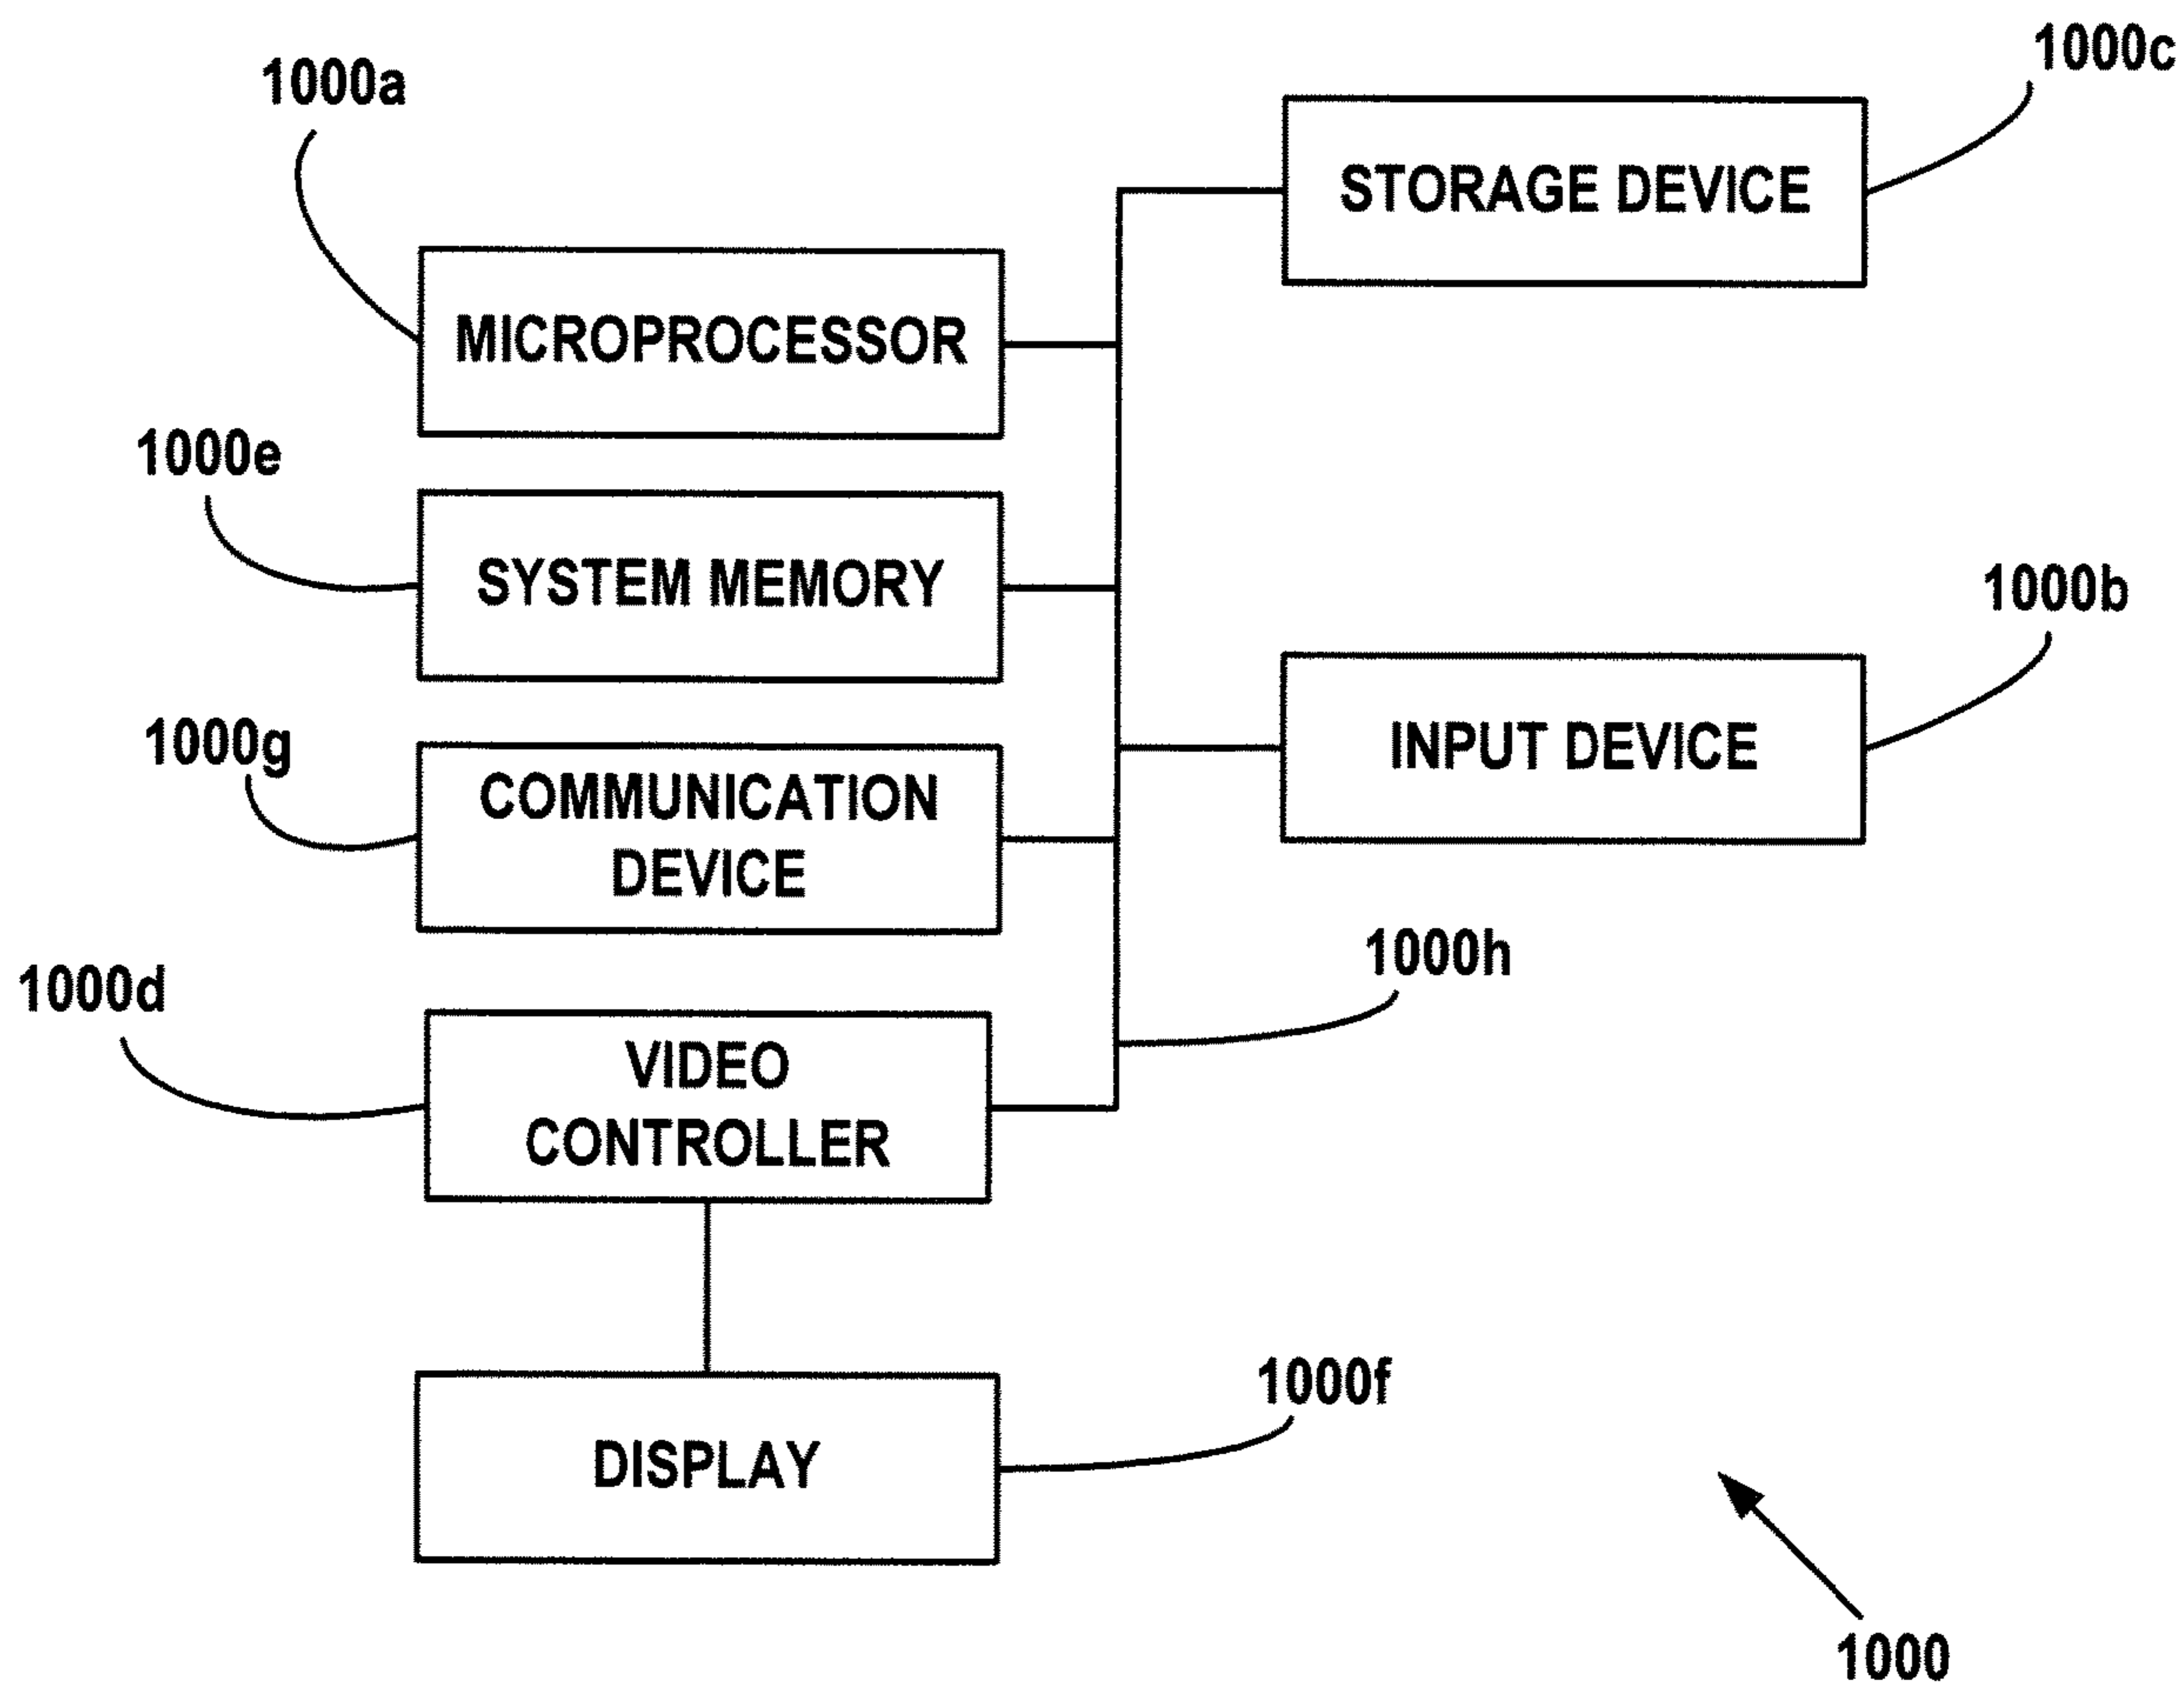 1000c
1000a
STORAGE DEVICE
MICROPROCESSOR
1000e
SYSTEM MEMORY
1000b
1000g
INPUT DEVICE
COMMUNICATION
DEVICE
1000h
1000d
VIDEO
CONTROLLER
1000f
DISPLAY
1000